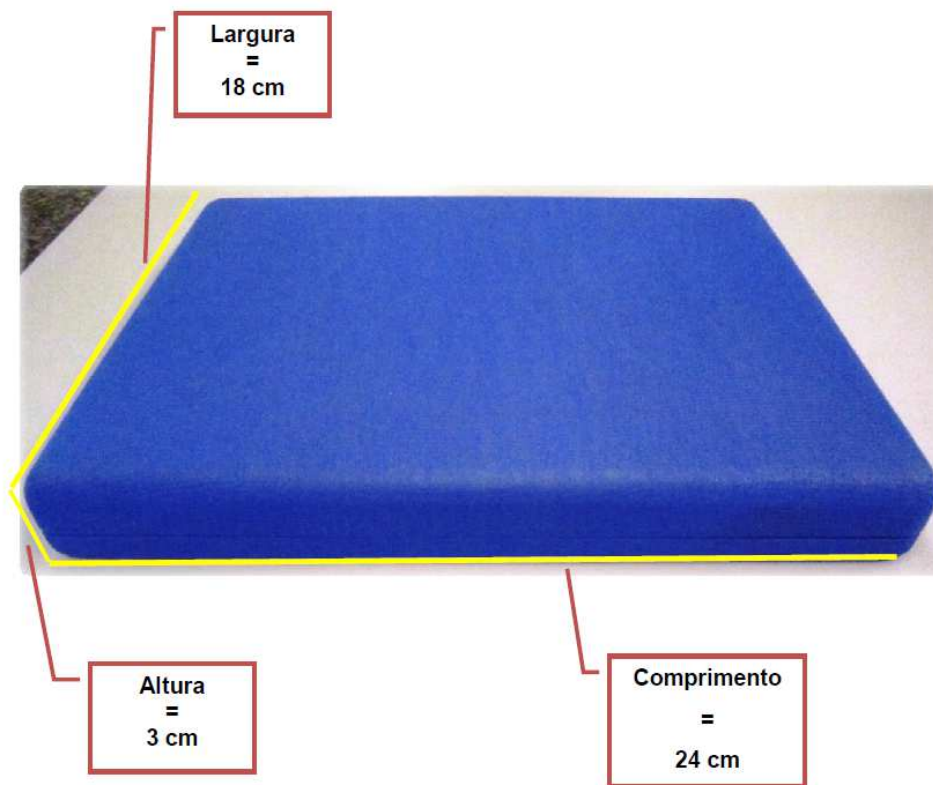 Largura
=
18 cm
Altura
=
3 cm
Comprimento
=
24 cm